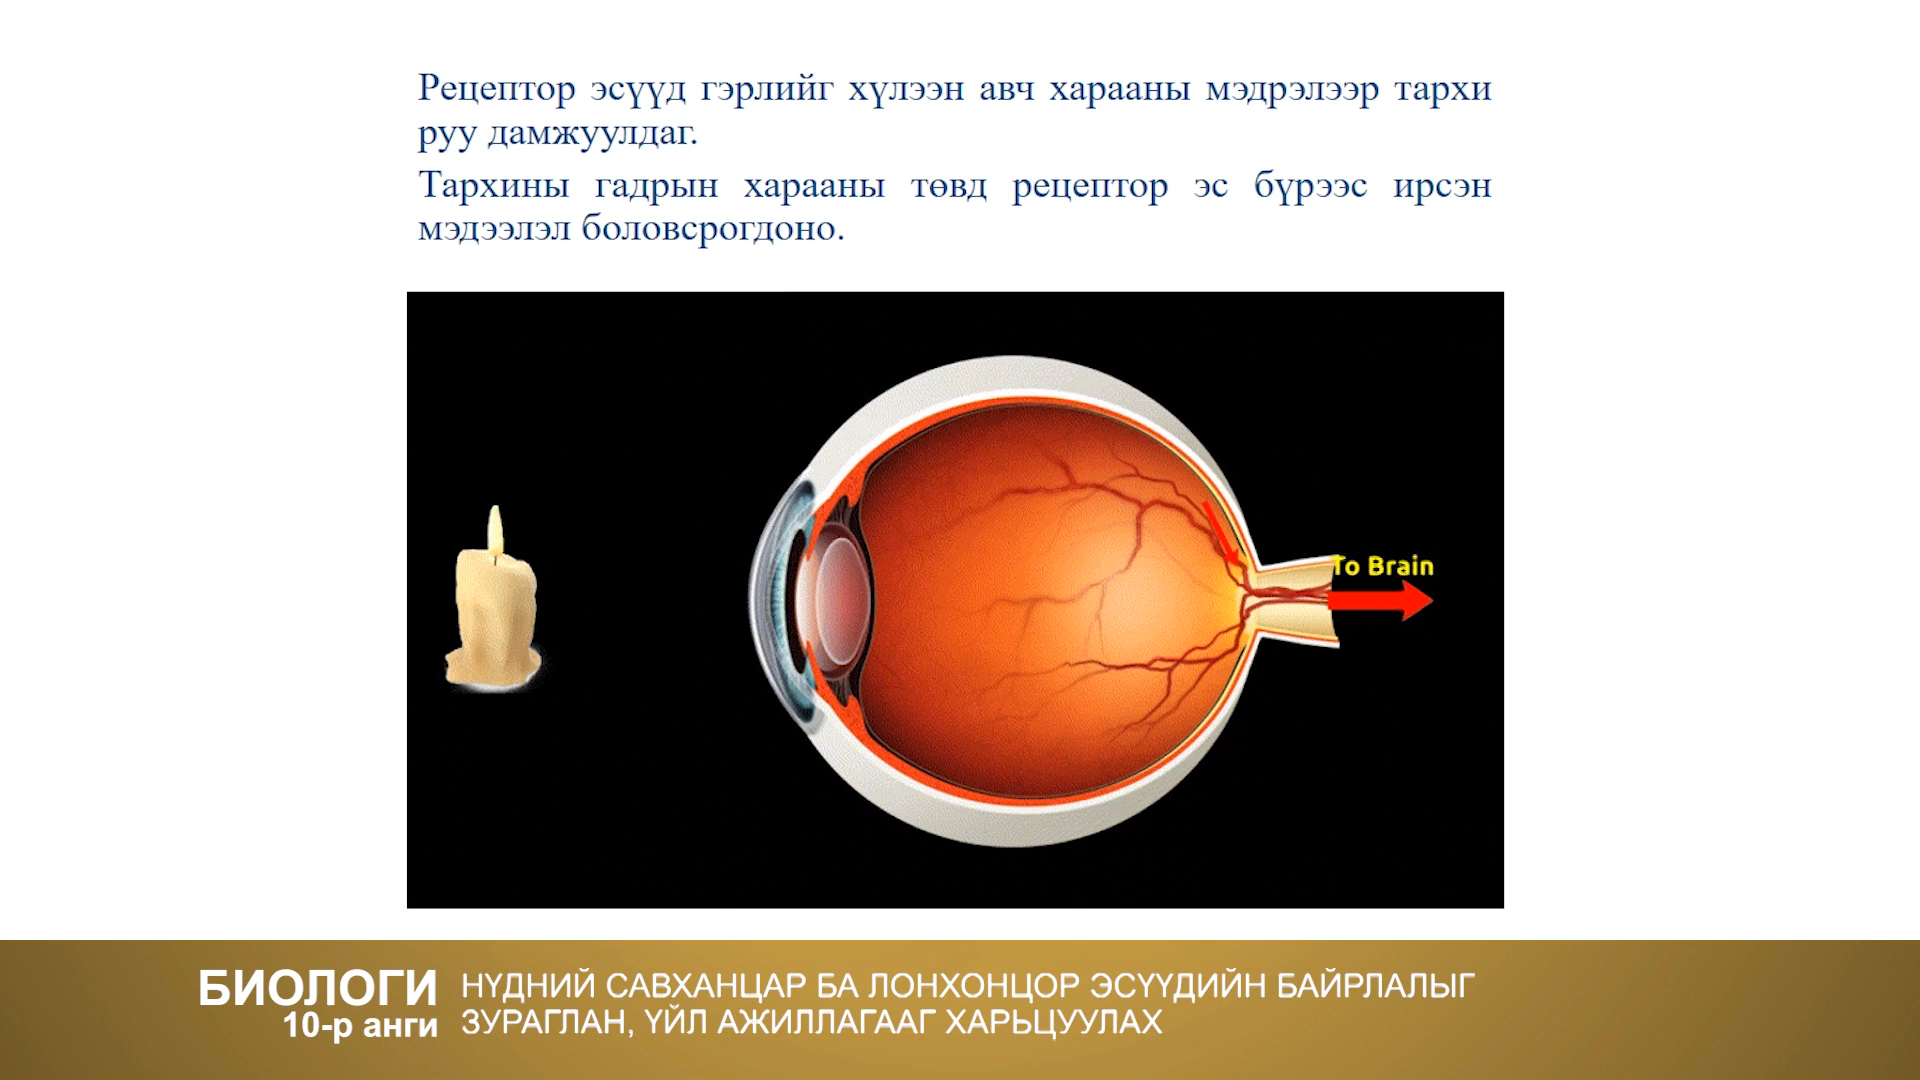 Рецептор эсүүд гэрлийг хүлээн авч харааны мэдрэлээр тархи
руу дамжуулдаг.
Тархины гадрын харааны төвд рецептор эс бүрээс ирсэн
мэдээлэл боловсрогдоно.
To Brain
БИОЛОГИ
10-р анги
НҮДНИЙ САВХАНЦАР БА ЛОНХОНЦОР ЭСҮҮДИЙН БАЙРЛАЛЫГ
ЗУРАГЛАН, ҮЙЛ АЖИЛЛАГААГ ХАРЬЦУУЛАХ